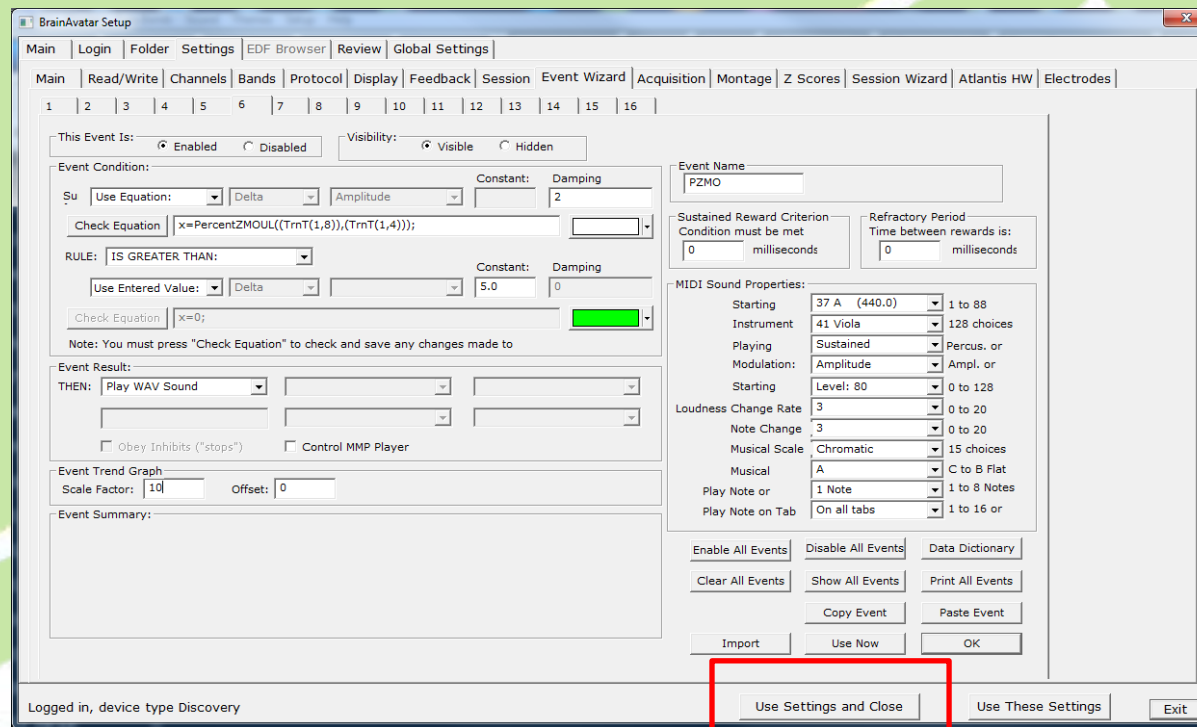 BrainAvatar Setup
Main Login Folder Settings EDF Browser Review Global Settings
Main Read/Write Channels Bands Protocol Display Feedback Session Event Wizard Acquisition Montage Z Scores Session Wizard Atlantis HW Electrodes
1 2 3 4 5 6 7 8 9 10 11 12 13 14 15 16
This Event Is: Enabled Disabled Visibility: Visible Hidden
Event Condition:
Constant: Damping
Su Use Equation: Delta Amplitude 2
Check Equation x=PercentZMOUL((TrnT(1,8)),(TrnT(1,4)));
RULE: IS GREATER THAN:
Constant: Damping
Use Entered Value: Delta 5.0 0
Check Equation x=0;
Note: You must press "Check Equation" to check and save any changes made to
Event Result:
THEN: Play WAV Sound
Obey Inhibits ("stops") Control MMP Player
Event Trend Graph
Scale Factor: 10 Offset: 0
Event Summary:
Event Name
PZMO
Sustained Reward Criterion
Condition must be met
0 milliseconds
Refractory Period
Time between rewards is:
0 milliseconds
MIDI Sound Properties:
Starting 37 A (440.0) 1 to 88
Instrument 41 Viola 128 choices
Playing Sustained Percus. or
Modulation: Amplitude Ampl. or
Starting Level: 80 0 to 128
Loudness Change Rate 3 0 to 20
Note Change 3 0 to 20
Musical Scale Chromatic 15 choices
Musical A C to B Flat
Play Note or 1 Note 1 to 8 Notes
Play Note on Tab On all tabs 1 to 16 or
Enable All Events Disable All Events Data Dictionary
Clear All Events Show All Events Print All Events
Copy Event Paste Event
Import Use Now OK
Logged in, device type Discovery Use Settings and Close Use These Settings Exit